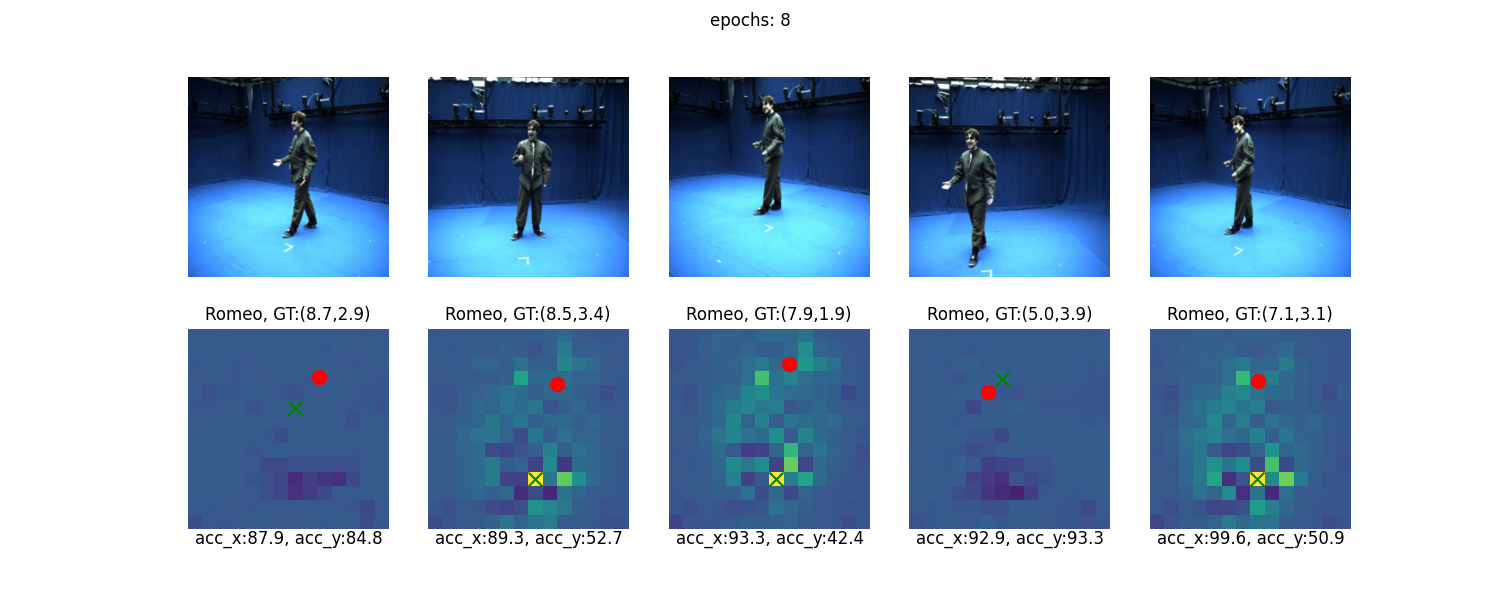 epochs: 8
Romeo, GT:(8.7,2.9)
Romeo, GT:(8.5,3.4)
Romeo, GT:(7.9,1.9)
Romeo, GT:(5.0,3.9)
Romeo, GT:(7.1,3.1)
acc_x:87.9, acc_y:84.8
acc_x:89.3, acc_y:52.7
acc_x:93.3, acc_y:42.4
acc_x:92.9, acc_y:93.3
acc_x:99.6, acc_y:50.9